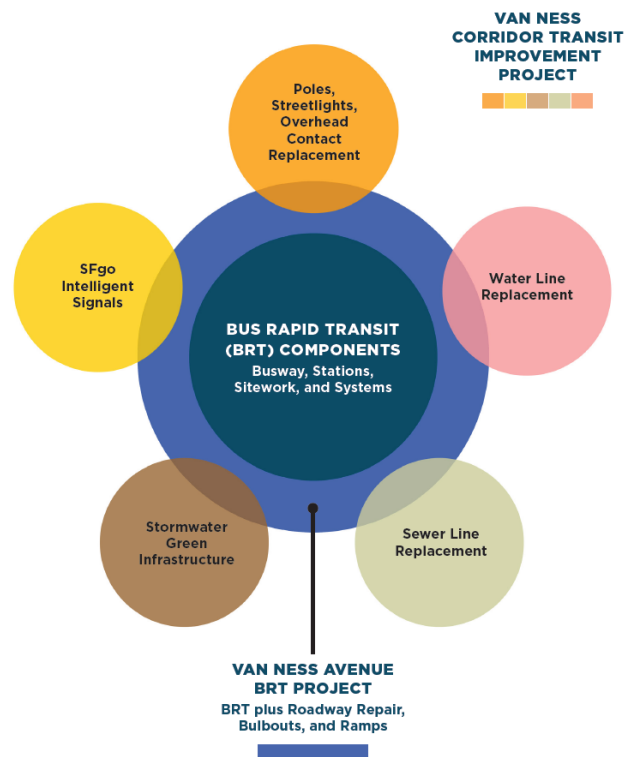 VAN NESS
CORRIDOR TRANSIT
IMPROVEMENT
PROJECT
Poles,
Streetlights,
Overhead
Contact
Replacement
SFgo
Intelligent
Signals
Water Line
Replacement
BUS RAPID TRANSIT
(BRT) COMPONENTS
Busway, Stations,
Sitework, and Systems
Stormwater
Green
Infrastructure
Sewer Line
Replacement
VAN NESS AVENUE
BRT PROJECT
BRT plus Roadway Repair,
Bulbouts, and Ramps